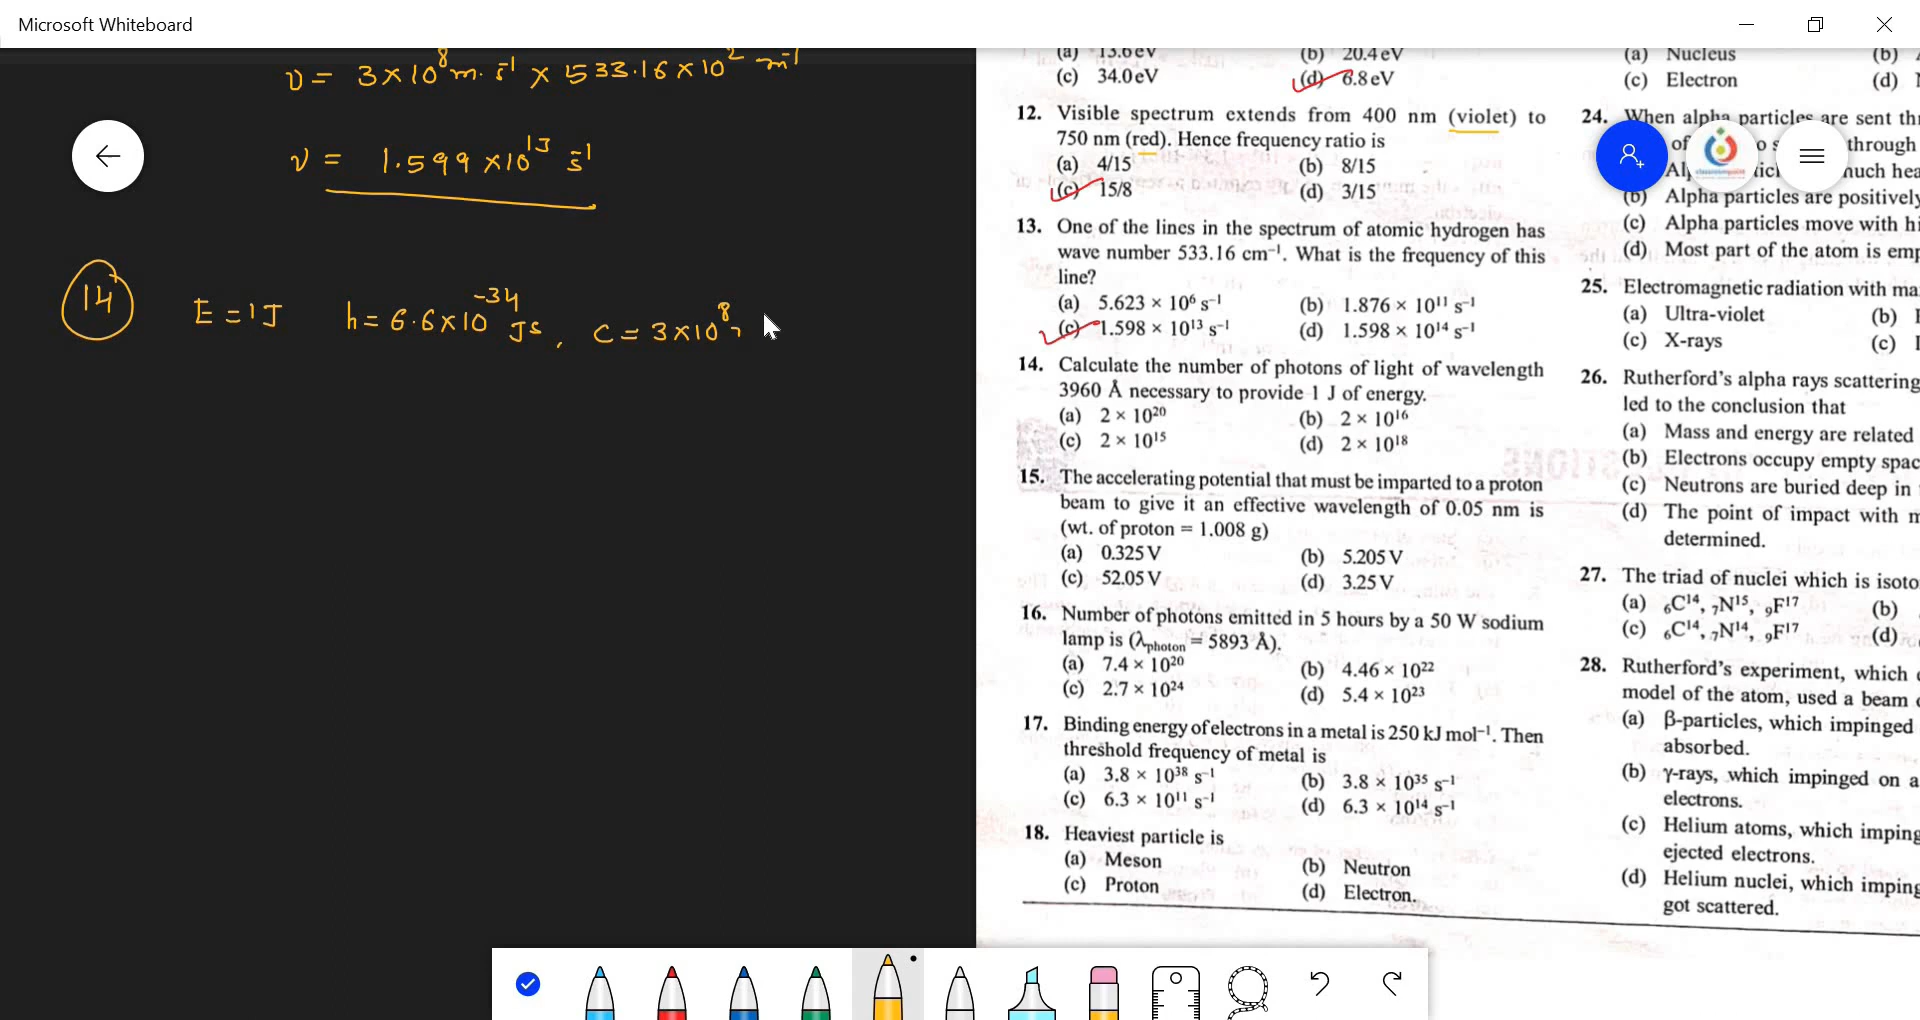 Microsoft Whiteboard
ν = 3×10⁸m.s⁻¹ × 533.16×10² m⁻¹
ν = 1.599×10¹³ s⁻¹
14 E=1J h=6.6×10⁻³⁴ Js, c=3×10⁸
(a) 13.6 eV (b) 20.4 eV
(c) 34.0 eV (d) 6.8 eV
12. Visible spectrum extends from 400 nm (violet) to
750 nm (red). Hence frequency ratio is
(a) 4/15 (b) 8/15
(c) 15/8 (d) 3/15
13. One of the lines in the spectrum of atomic hydrogen has
wave number 533.16 cm⁻¹. What is the frequency of this
line?
(a) 5.623 × 10⁶ s⁻¹ (b) 1.876 × 10¹¹ s⁻¹
(c) 1.598 × 10¹³ s⁻¹ (d) 1.598 × 10¹⁴ s⁻¹
14. Calculate the number of photons of light of wavelength
3960 Å necessary to provide 1 J of energy.
(a) 2 × 10²⁰ (b) 2 × 10¹⁶
(c) 2 × 10¹⁵ (d) 2 × 10¹⁸
15. The accelerating potential that must be imparted to a proton
beam to give it an effective wavelength of 0.05 nm is
(wt. of proton = 1.008 g)
(a) 0.325 V (b) 5.205 V
(c) 52.05 V (d) 3.25 V
16. Number of photons emitted in 5 hours by a 50 W sodium
lamp is (λphoton = 5893 Å).
(a) 7.4 × 10²⁰ (b) 4.46 × 10²²
(c) 2.7 × 10²⁴ (d) 5.4 × 10²³
17. Binding energy of electrons in a metal is 250 kJ mol⁻¹. Then
threshold frequency of metal is
(a) 3.8 × 10³⁸ s⁻¹ (b) 3.8 × 10³⁵ s⁻¹
(c) 6.3 × 10¹¹ s⁻¹ (d) 6.3 × 10¹⁴ s⁻¹
18. Heaviest particle is
(a) Meson (b) Neutron
(c) Proton (d) Electron.
(a) Nucleus (b)
(c) Electron (d)
24. When alpha particles are sent
through
(b) Alpha particles are positively
(c) Alpha particles move with
(d) Most part of the atom is
25. Electromagnetic radiation with
(a) Ultra-violet (b)
(c) X-rays (c)
26. Rutherford's alpha rays scattering
led to the conclusion that
(a) Mass and energy are related
(b) Electrons occupy empty
(c) Neutrons are buried deep in
(d) The point of impact with
determined.
27. The triad of nuclei which is
(a) ₆C¹⁴, ₇N¹⁵, ₉F¹⁷ (b)
(c) ₆C¹⁴, ₇N¹⁴, ₉F¹⁷ (d)
28. Rutherford's experiment, which
model of the atom, used a beam
(a) β-particles, which impinged
absorbed.
(b) γ-rays, which impinged on a
electrons.
(c) Helium atoms, which
ejected electrons.
(d) Helium nuclei, which
got scattered.